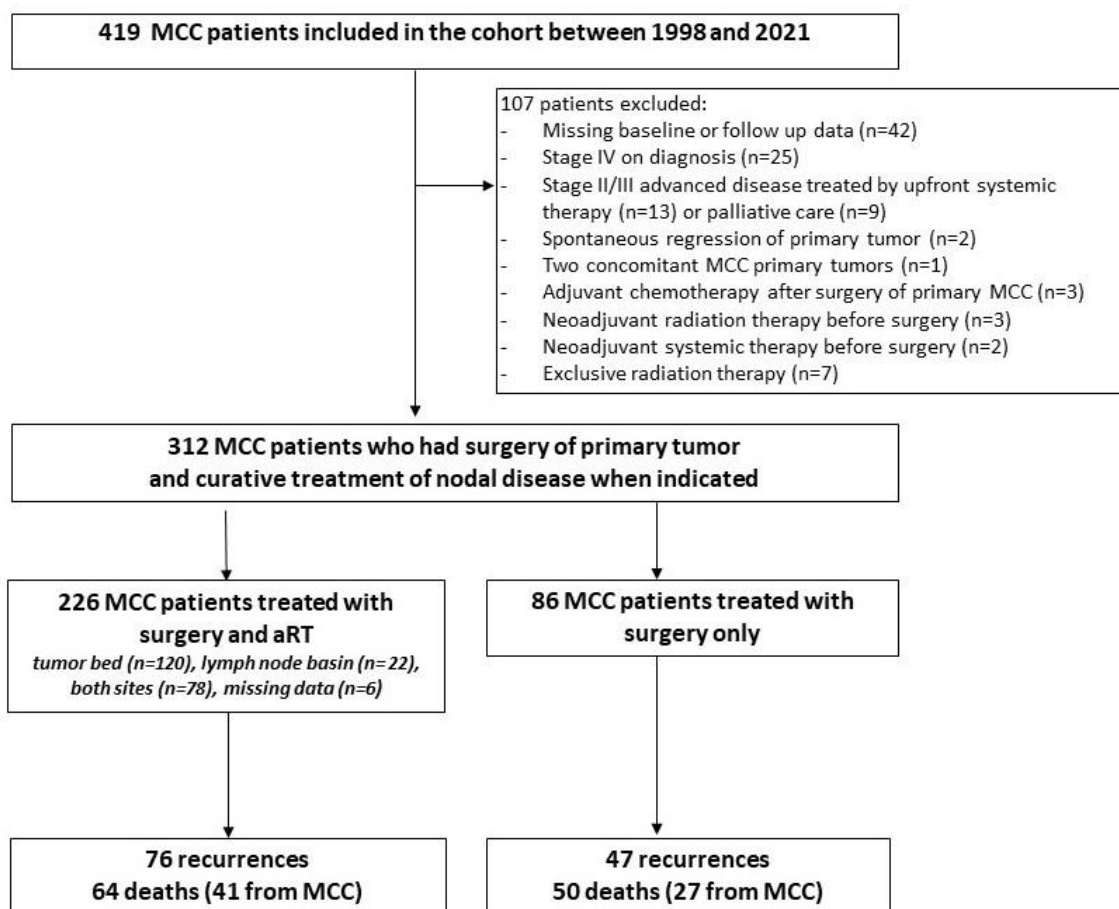 419 MCC patients included in the cohort between 1998 and 2021
107 patients excluded:
- Missing baseline or follow up data (n=42)
- Stage IV on diagnosis (n=25)
- Stage II/III advanced disease treated by upfront systemic
therapy (n=13) or palliative care (n=9)
- Spontaneous regression of primary tumor (n=2)
- Two concomitant MCC primary tumors (n=1)
- Adjuvant chemotherapy after surgery of primary MCC (n=3)
- Neoadjuvant radiation therapy before surgery (n=3)
- Neoadjuvant systemic therapy before surgery (n=2)
- Exclusive radiation therapy (n=7)
312 MCC patients who had surgery of primary tumor
and curative treatment of nodal disease when indicated
226 MCC patients treated with
surgery and aRT
tumor bed (n=120), lymph node basin (n=22),
both sites (n=78), missing data (n=6)
86 MCC patients treated with
surgery only
76 recurrences
64 deaths (41 from MCC)
47 recurrences
50 deaths (27 from MCC)